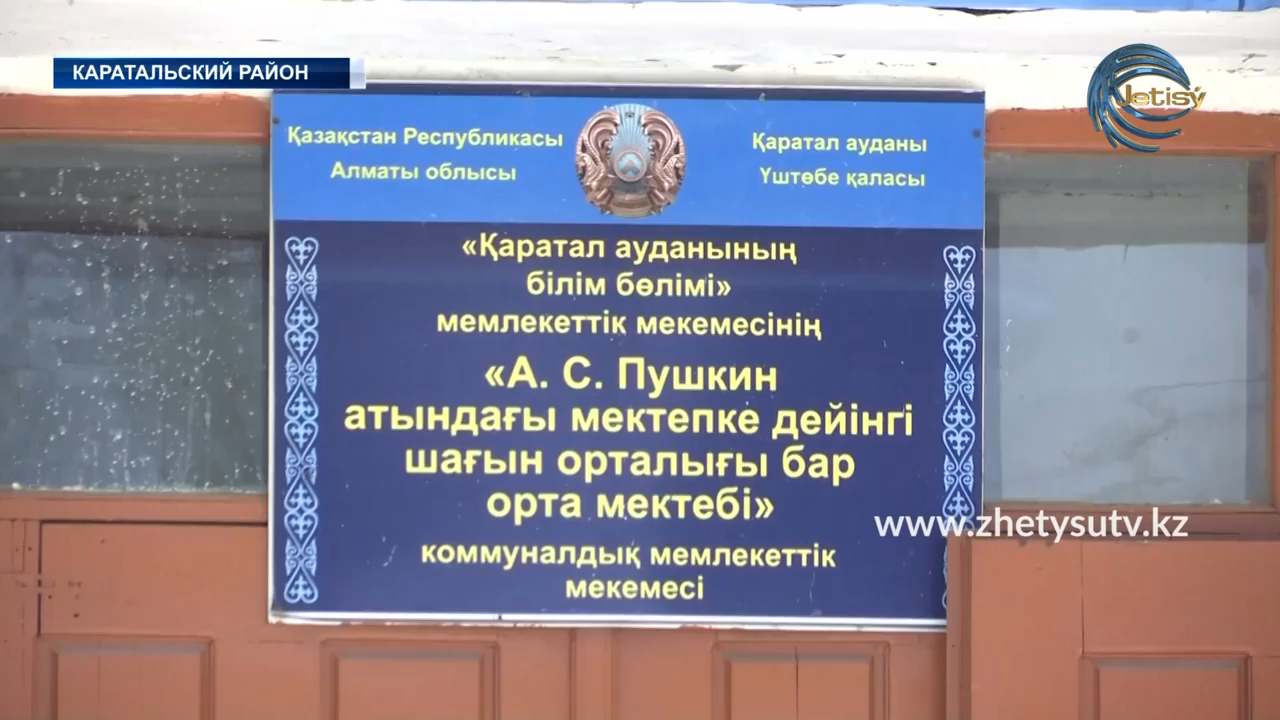 КАРАТАЛЬСКИЙ РАЙОН
Jetisý
Қазақстан Республикасы
Алматы облысы
Қаратал ауданы
Үштөбе қаласы
«Қаратал ауданының
білім бөлімі»
мемлекеттік мекемесінің
«А. С. Пушкин
атындағы мектепке дейінгі
шағын орталығы бар
орта мектебі»
www.zhetysutv.kz
коммуналдық мемлекеттік
мекемесі